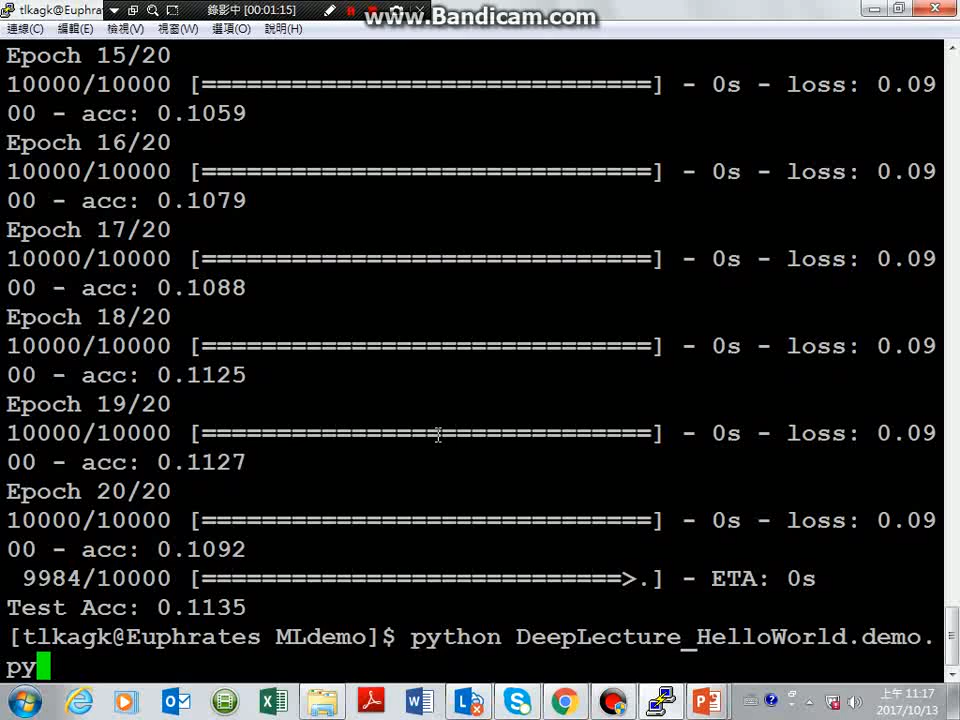 tlkagk@Euphra
錄影中 [00:01:15]
www.Bandicam.com
連線(C) 編輯(E) 檢視(V) 視窗(W) 選項(O) 說明(H)
Epoch 15/20
10000/10000 [==============================] - 0s - loss: 0.09
00 - acc: 0.1059
Epoch 16/20
10000/10000 [==============================] - 0s - loss: 0.09
00 - acc: 0.1079
Epoch 17/20
10000/10000 [==============================] - 0s - loss: 0.09
00 - acc: 0.1088
Epoch 18/20
10000/10000 [==============================] - 0s - loss: 0.09
00 - acc: 0.1125
Epoch 19/20
10000/10000 [==============================] - 0s - loss: 0.09
00 - acc: 0.1127
Epoch 20/20
10000/10000 [==============================] - 0s - loss: 0.09
00 - acc: 0.1092
9984/10000 [============================>.] - ETA: 0s
Test Acc: 0.1135
[tlkagk@Euphrates MLdemo]$ python DeepLecture_HelloWorld.demo.
py
上午 11:17
2017/10/13